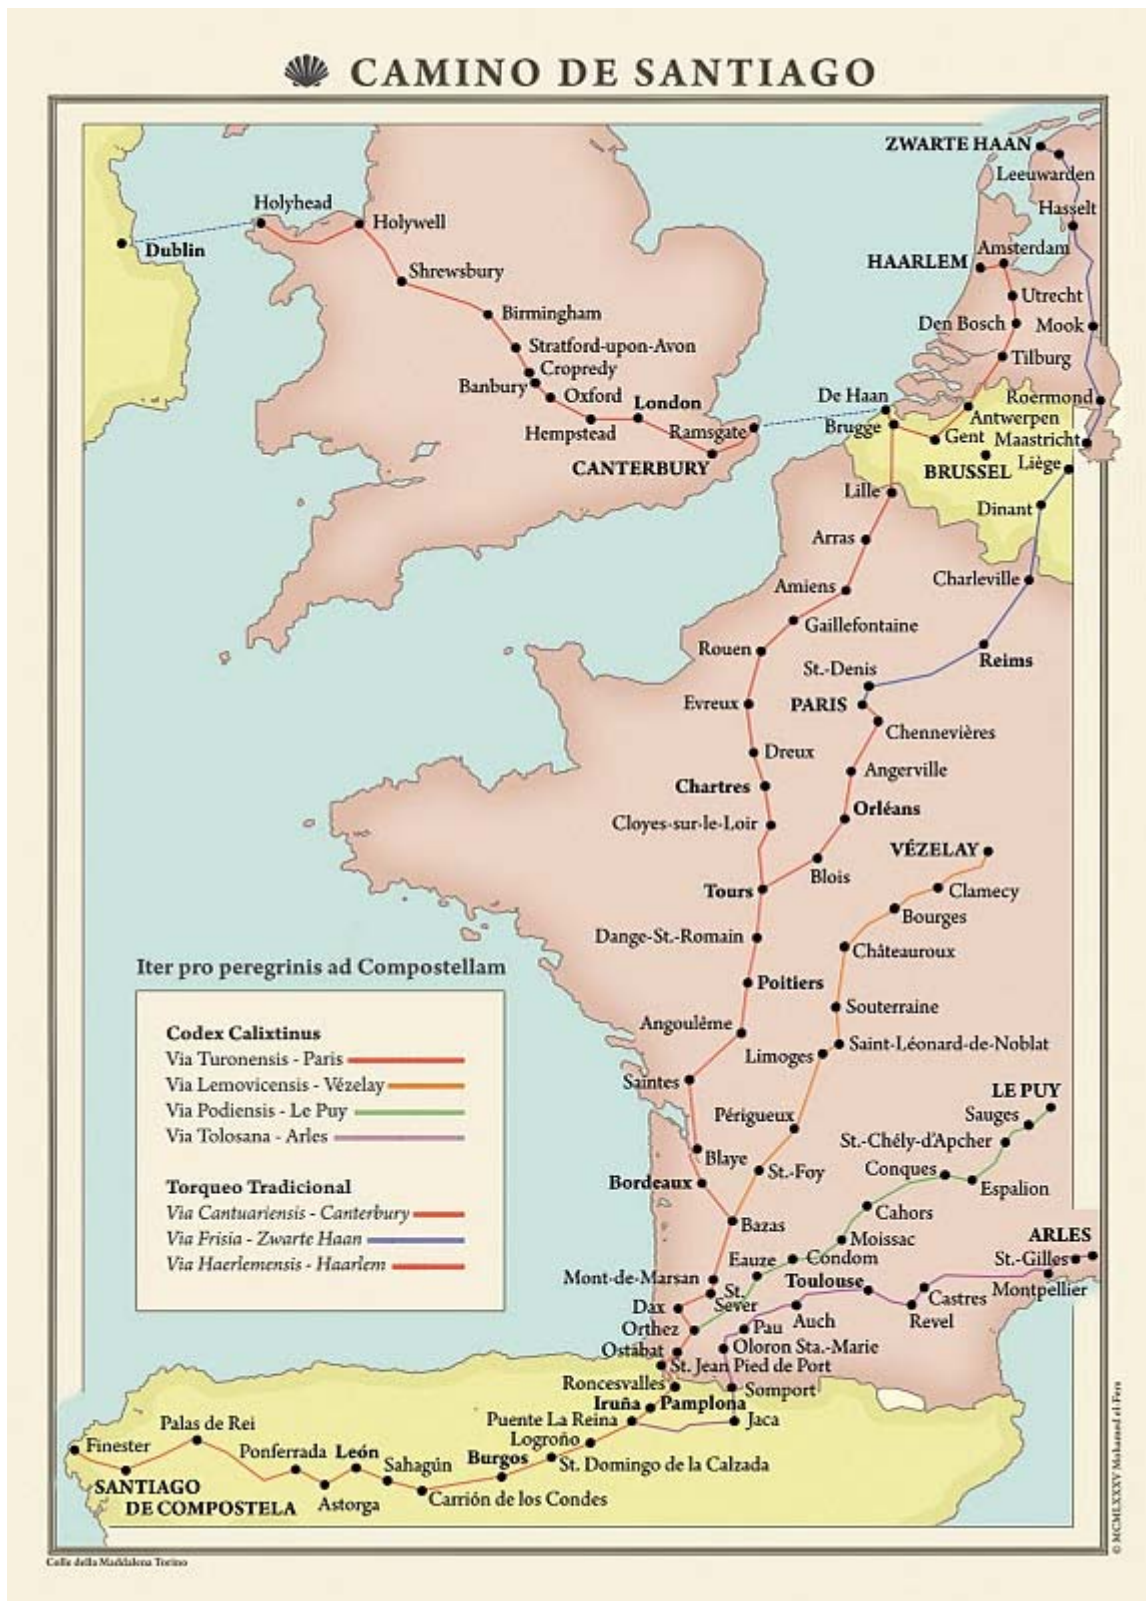 CAMINO DE SANTIAGO
ZWARTE HAAN
Leeuwarden
Holyhead
Hasselt
Holywell
Dublin
Amsterdam
HAARLEM
Shrewsbury
Utrecht
Birmingham
Den Bosch
Mook
Stratford-upon-Avon
Tilburg
Cropredy
Banbury
Oxford
De Haan
Roermond
London
Antwerpen
Hempstead
Ramsgate
Brugge
Gent
Maastricht
CANTERBURY
BRUSSEL
Liège
Lille
Dinant
Arras
Charleville
Amiens
Gaillefontaine
Rouen
Reims
St.-Denis
Evreux
PARIS
Chennevières
Dreux
Angerville
Chartres
Orléans
Cloyes-sur-le-Loir
VÉZELAY
Blois
Tours
Clamecy
Bourges
Dange-St.-Romain
Châteauroux
Iter pro peregrinis ad Compostellam
Poitiers
Souterraine
Angoulême
Saint-Léonard-de-Noblat
Limoges
Codex Calixtinus
Via Turonensis - Paris
Via Lemovicensis - Vézelay
Via Podiensis - Le Puy
Via Tolosana - Arles
Torqueo Tradicional
Via Cantuariensis - Canterbury
Via Frisia - Zwarte Haan
Via Haerlemensis - Haarlem
Saintes
LE PUY
Périgueux
Sauges
St.-Chély-d'Apcher
Blaye
St.-Foy
Conques
Bordeaux
Espalion
Cahors
Bazas
Moissac
ARLES
Eauze
Condom
St.-Gilles
Mont-de-Marsan
Toulouse
Montpellier
St.
Sever
Castres
Dax
Auch
Revel
Orthez
Pau
Ostabat
Oloron Sta.-Marie
St. Jean Pied de Port
Roncesvalles
Somport
Iruña
Pamplona
Puente La Reina
Jaca
Palas de Rei
Logroño
Finester
Ponferrada
León
Sahagún
Burgos
St. Domingo de la Calzada
SANTIAGO
DE COMPOSTELA
Astorga
Carrión de los Condes
© MCMLXXXV Mohamed el-Fers
Colle della Maddalena Torino